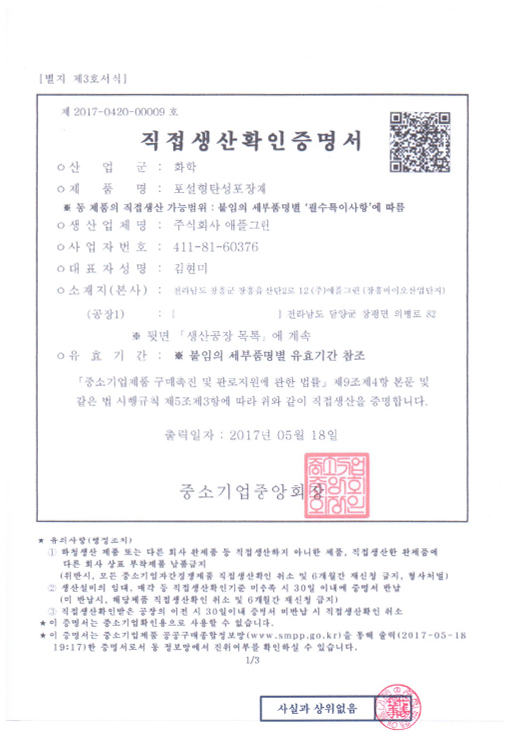 [별지 제3호서식]
제 2017-0420-00009 호
직접생산확인증명서
ㅇ산 업 군 : 화학
ㅇ제 품 명 : 포설형탄성포장재
※ 동 제품의 직접생산 가능범위 : 붙임의 세부품명별 '필수특이사항'에 따름
ㅇ생산업체명 : 주식회사 애플그린
ㅇ사업자번호 : 411-81-60376
ㅇ대표자성명 : 김현미
ㅇ소재지(본사) : 전라남도 장흥군 장흥읍 산단2로 12 (주)애플그린 (장흥바이오산업단지)
(공장1) : [ ] 전라남도 담양군 창평면 의병로 82
※ 뒷면 「생산공장 목록」에 계속
ㅇ유 효 기 간 : ※ 붙임의 세부품명별 유효기간 참조
「중소기업제품 구매촉진 및 판로지원에 관한 법률」 제9조제4항 본문 및
같은 법 시행규칙 제5조제3항에 따라 위와 같이 직접생산을 증명합니다.
출력일자 : 2017년 05월 18일
중소기업중앙회장
★ 유의사항(행정조치)
① 하청생산 제품 또는 다른 회사 완제품 등 직접생산하지 아니한 제품, 직접생산한 완제품에
다른 회사 상표 부착제품 납품금지
(위반시, 모든 중소기업자간경쟁제품 직접생산확인 취소 및 6개월간 재신청 금지, 형사처벌)
② 생산설비의 임대, 매각 등 직접생산확인기준 미충족 시 30일 이내에 증명서 반납
(미 반납시, 해당제품 직접생산확인 취소 및 6개월간 재신청 금지)
③ 직접생산확인받은 공장의 이전 시 30일이내 증명서 미반납 시 직접생산확인 취소
★ 이 증명서는 중소기업확인용으로 사용할 수 없습니다.
★ 이 증명서는 중소기업제품 공공구매종합정보망(www.smpp.go.kr)을 통해 출력(2017-05-18
19:17)한 증명서로서 동 정보망에서 진위여부를 확인하실 수 있습니다.
1/3
사실과 상위없음